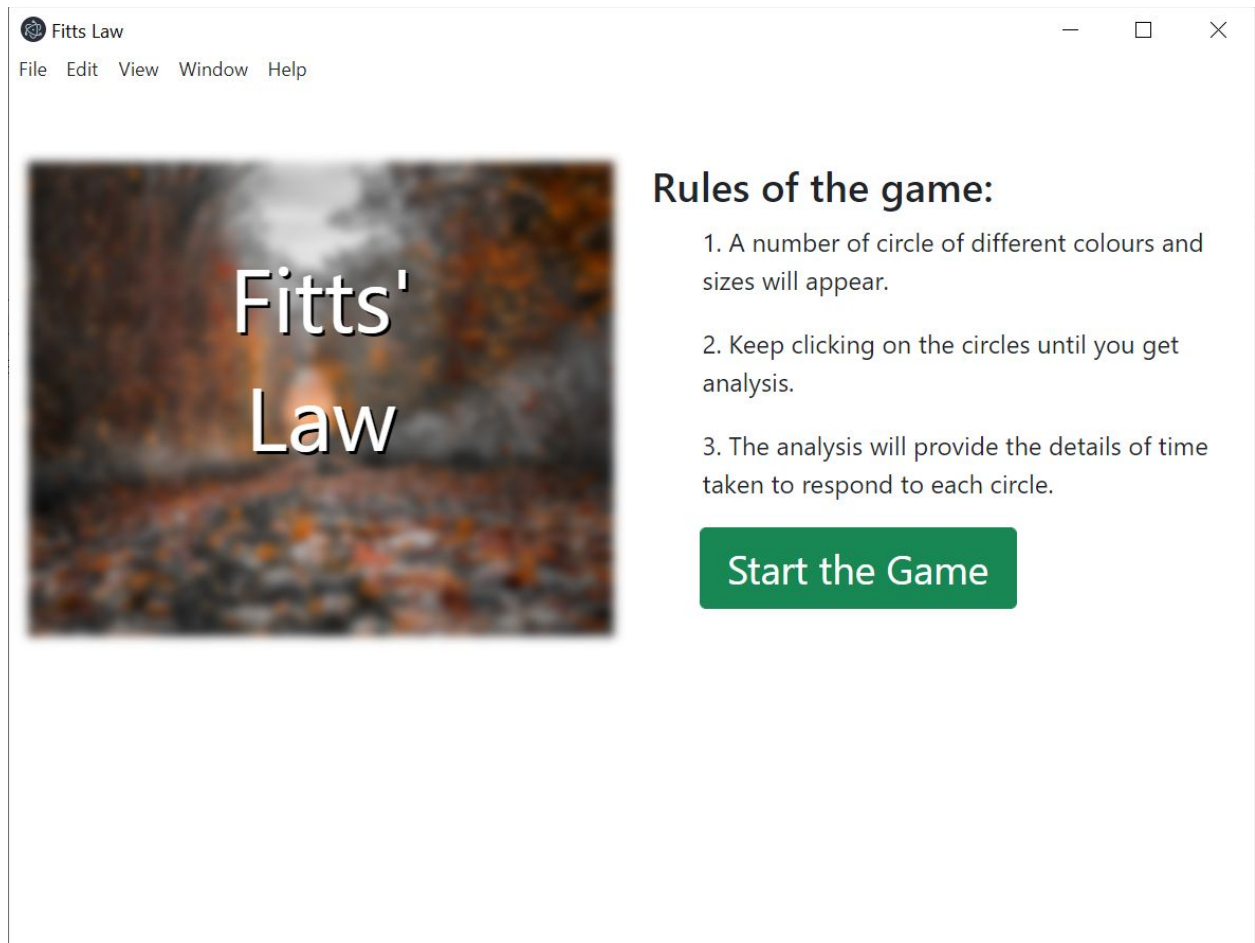 Fitts Law
File Edit View Window Help
Fitts'
Law
Rules of the game:
1. A number of circle of different colours and
sizes will appear.
2. Keep clicking on the circles until you get
analysis.
3. The analysis will provide the details of time
taken to respond to each circle.
Start the Game